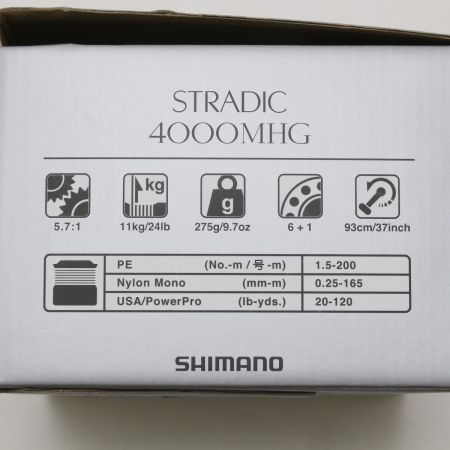 STRADIC
4000MHG
kg
g
5.7:1 11kg/24lb 275g/9.7oz 6 + 1 93cm/37inch
PE (No.-m / 号 -m) 1.5-200
Nylon Mono (mm-m) 0.25-165
USA/PowerPro (lb-yds.) 20-120
SHIMANO